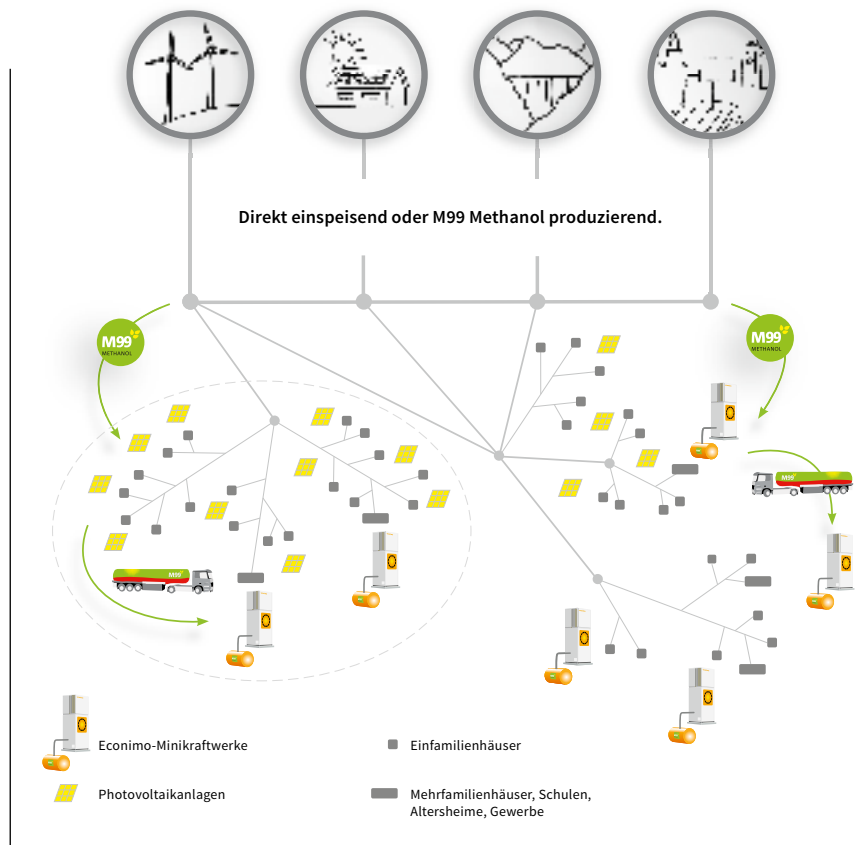 Direkt einspeisend oder M99 Methanol produzierend.
M99
METHANOL
M99
METHANOL
M99
M99
Econimo-Minikraftwerke
Einfamilienhäuser
Photovoltaikanlagen
Mehrfamilienhäuser, Schulen,
Altersheime, Gewerbe